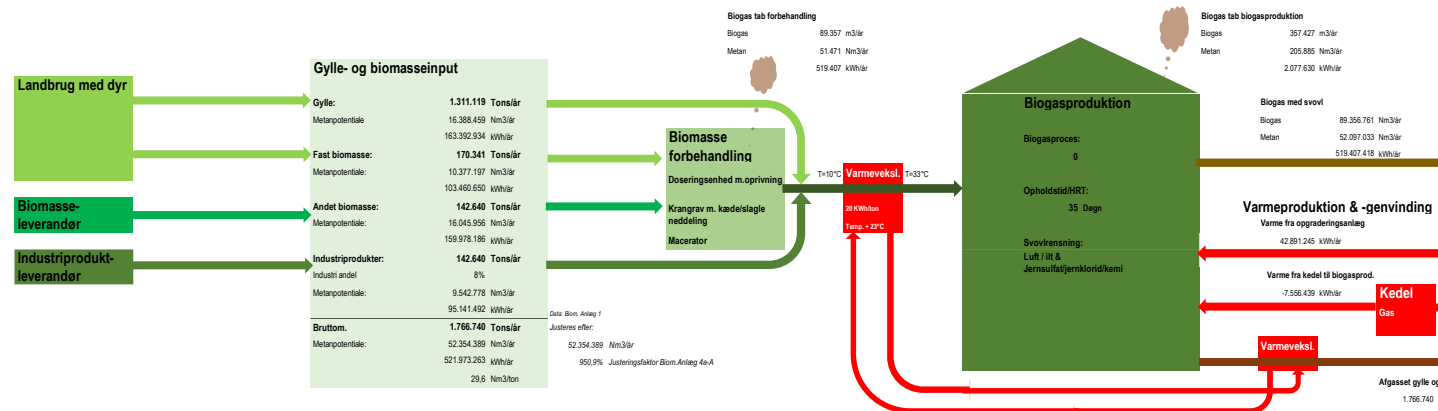 Biogas tab forbehandling
Biogas 89.357 m3/år
Metan 51.471 Nm3/år
519.407 kWh/år
Biogas tab biogasproduktion
Biogas 357.427 m3/år
Metan 205.885 Nm3/år
2.077.630 kWh/år
Landbrug med dyr
Biomasse-
leverandør
Industriprodukt-
leverandør
Gylle- og biomasseinput
Gylle: 1.311.119 Tons/år
Metanpotentiale 16.388.459 Nm3/år
163.392.934 kWh/år
Fast biomasse: 170.341 Tons/år
Metanpotentiale: 10.377.197 Nm3/år
103.460.650 kWh/år
Andet biomasse: 142.640 Tons/år
Metanpotentiale: 16.045.956 Nm3/år
159.978.186 kWh/år
Industriprodukter: 142.640 Tons/år
Industri andel 8%
Metanpotentiale: 9.542.778 Nm3/år
95.141.492 kWh/år
Bruttom. 1.766.740 Tons/år
Metanpotentiale: 52.354.389 Nm3/år
521.973.263 kWh/år
29,6 Nm3/ton
Data: Biom. Anlæg 1
Justeres efter:
52.354.389 Nm3/år
950,9% Justeringsfaktor Biom.Anlæg 4a-A
Biomasse
forbehandling
Doseringsenhed m.oprivning
Krangrav m. kæde/slagle
neddeling
Macerator
T=10°C Varmeveksl. T=33°C
20 KWh/ton
Temp. + 23°C
Biogasproduktion
Biogasproces:
0
Opholdstid/HRT:
35 Døgn
Svovlrensning:
Luft / ilt &
Jernsulfat/jernklorid/kemi
Biogas med svovl
Biogas 89.356.761 Nm3/år
Metan 52.097.033 Nm3/år
519.407.418 kWh/år
Varmeproduktion & -genvinding
Varme fra opgraderingsanlæg
42.891.245 kWh/år
Varme fra kedel til biogasprod.
-7.556.439 kWh/år
Kedel
Gas
Varmeveksl.
Afgasset gylle og
1.766.740